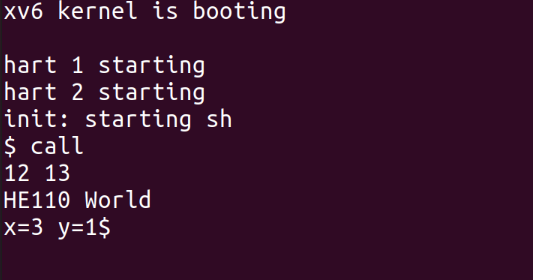 xv6 kernel is booting
hart 1 starting
hart 2 starting
init: starting sh
$ call
12 13
HE110 World
x=3 y=1$